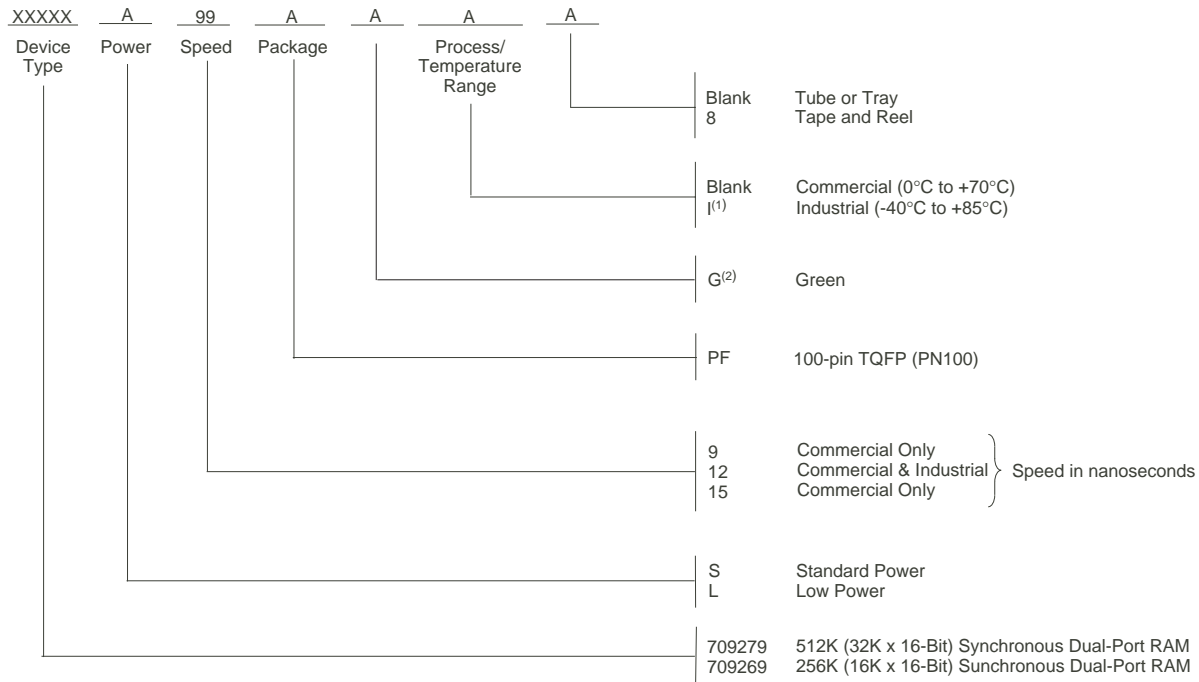 XXXXX A 99 A A A A
Device Type Power Speed Package Process/ Temperature Range
Blank Tube or Tray
8 Tape and Reel
Blank Commercial (0°C to +70°C)
I(1) Industrial (-40°C to +85°C)
G(2) Green
PF 100-pin TQFP (PN100)
9 Commercial Only
12 Commercial & Industrial Speed in nanoseconds
15 Commercial Only
S Standard Power
L Low Power
709279 512K (32K x 16-Bit) Synchronous Dual-Port RAM
709269 256K (16K x 16-Bit) Sunchronous Dual-Port RAM